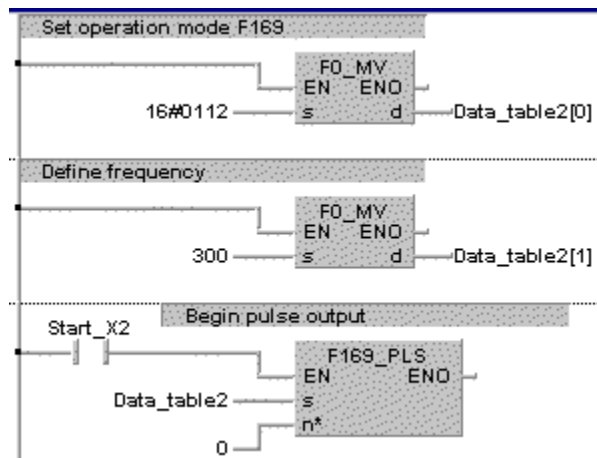 Set operation mode F169
F0_MV
EN ENO
16#0112 s d Data_table2[0]
Define frequency
F0_MV
EN ENO
300 s d Data_table2[1]
Begin pulse output
Start_X2
F169_PLS
EN ENO
Data_table2 s
n*
0